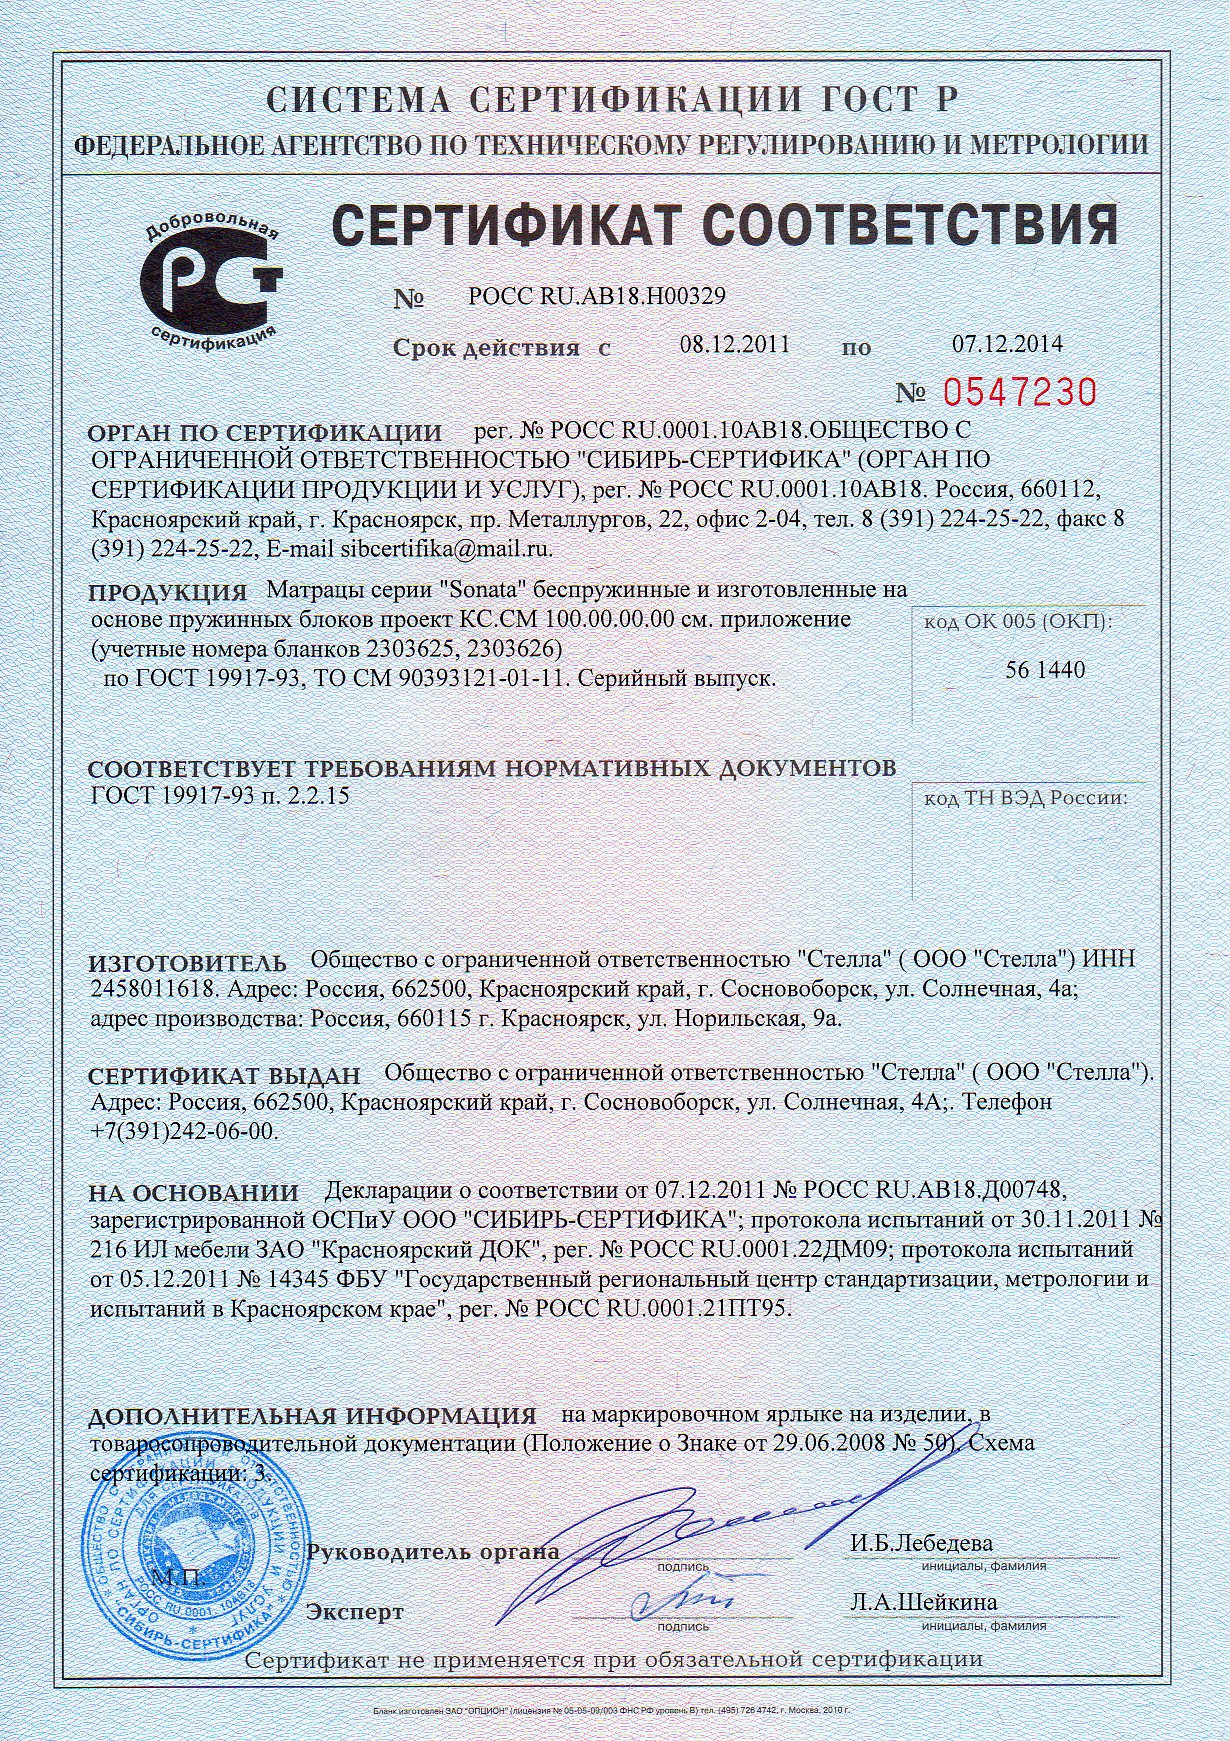 СИСТЕМА СЕРТИФИКАЦИИ ГОСТ Р
ФЕДЕРАЛЬНОЕ АГЕНТСТВО ПО ТЕХНИЧЕСКОМУ РЕГУЛИРОВАНИЮ И МЕТРОЛОГИИ
Добровольная
РСТ
сертификация
СЕРТИФИКАТ СООТВЕТСТВИЯ
№ РОСС RU.АВ18.Н00329
Срок действия с 08.12.2011 по 07.12.2014
№ 0547230
ОРГАН ПО СЕРТИФИКАЦИИ рег. № РОСС RU.0001.10АВ18.ОБЩЕСТВО С
ОГРАНИЧЕННОЙ ОТВЕТСТВЕННОСТЬЮ "СИБИРЬ-СЕРТИФИКА" (ОРГАН ПО
СЕРТИФИКАЦИИ ПРОДУКЦИИ И УСЛУГ), рег. № РОСС RU.0001.10АВ18. Россия, 660112,
Красноярский край, г. Красноярск, пр. Металлургов, 22, офис 2-04, тел. 8 (391) 224-25-22, факс 8
(391) 224-25-22, E-mail sibcertifika@mail.ru.
ПРОДУКЦИЯ Матрацы серии "Sonata" беспружинные и изготовленные на
основе пружинных блоков проект КС.СМ 100.00.00.00 см. приложение
(учетные номера бланков 2303625, 2303626)
по ГОСТ 19917-93, ТО СМ 90393121-01-11. Серийный выпуск.
код ОК 005 (ОКП):
56 1440
СООТВЕТСТВУЕТ ТРЕБОВАНИЯМ НОРМАТИВНЫХ ДОКУМЕНТОВ
ГОСТ 19917-93 п. 2.2.15
код ТН ВЭД России:
ИЗГОТОВИТЕЛЬ Общество с ограниченной ответственностью "Стелла" ( ООО "Стелла") ИНН
2458011618. Адрес: Россия, 662500, Красноярский край, г. Сосновоборск, ул. Солнечная, 4а;
адрес производства: Россия, 660115 г. Красноярск, ул. Норильская, 9а.
СЕРТИФИКАТ ВЫДАН Общество с ограниченной ответственностью "Стелла" ( ООО "Стелла").
Адрес: Россия, 662500, Красноярский край, г. Сосновоборск, ул. Солнечная, 4А;. Телефон
+7(391)242-06-00.
НА ОСНОВАНИИ Декларации о соответствии от 07.12.2011 № РОСС RU.АВ18.Д00748,
зарегистрированной ОСПиУ ООО "СИБИРЬ-СЕРТИФИКА"; протокола испытаний от 30.11.2011 №
216 ИЛ мебели ЗАО "Красноярский ДОК", рег. № РОСС RU.0001.22ДМ09; протокола испытаний
от 05.12.2011 № 14345 ФБУ "Государственный региональный центр стандартизации, метрологии и
испытаний в Красноярском крае", рег. № РОСС RU.0001.21ПТ95.
ДОПОЛНИТЕЛЬНАЯ ИНФОРМАЦИЯ на маркировочном ярлыке на изделии, в
товаросопроводительной документации (Положение о Знаке от 29.06.2008 № 50). Схема
сертификации: 3.
ОБЩЕСТВО С ОГРАНИЧЕННОЙ ОТВЕТСТВЕННОСТЬЮ
"СИБИРЬ-СЕРТИФИКА"
ОРГАН ПО СЕРТИФИКАЦИИ ПРОДУКЦИИ И УСЛУГ
ДЛЯ СЕРТИФИКАТОВ
РОСС RU.0001.10АВ18
М.П.
Руководитель органа
подпись
И.Б.Лебедева
инициалы, фамилия
Эксперт
подпись
Л.А.Шейкина
инициалы, фамилия
Сертификат не применяется при обязательной сертификации
Бланк изготовлен ЗАО "ОПЦИОН" (лицензия № 05-05-09/003 ФНС РФ уровень В) тел. (495) 726 4742, г. Москва, 2010 г.